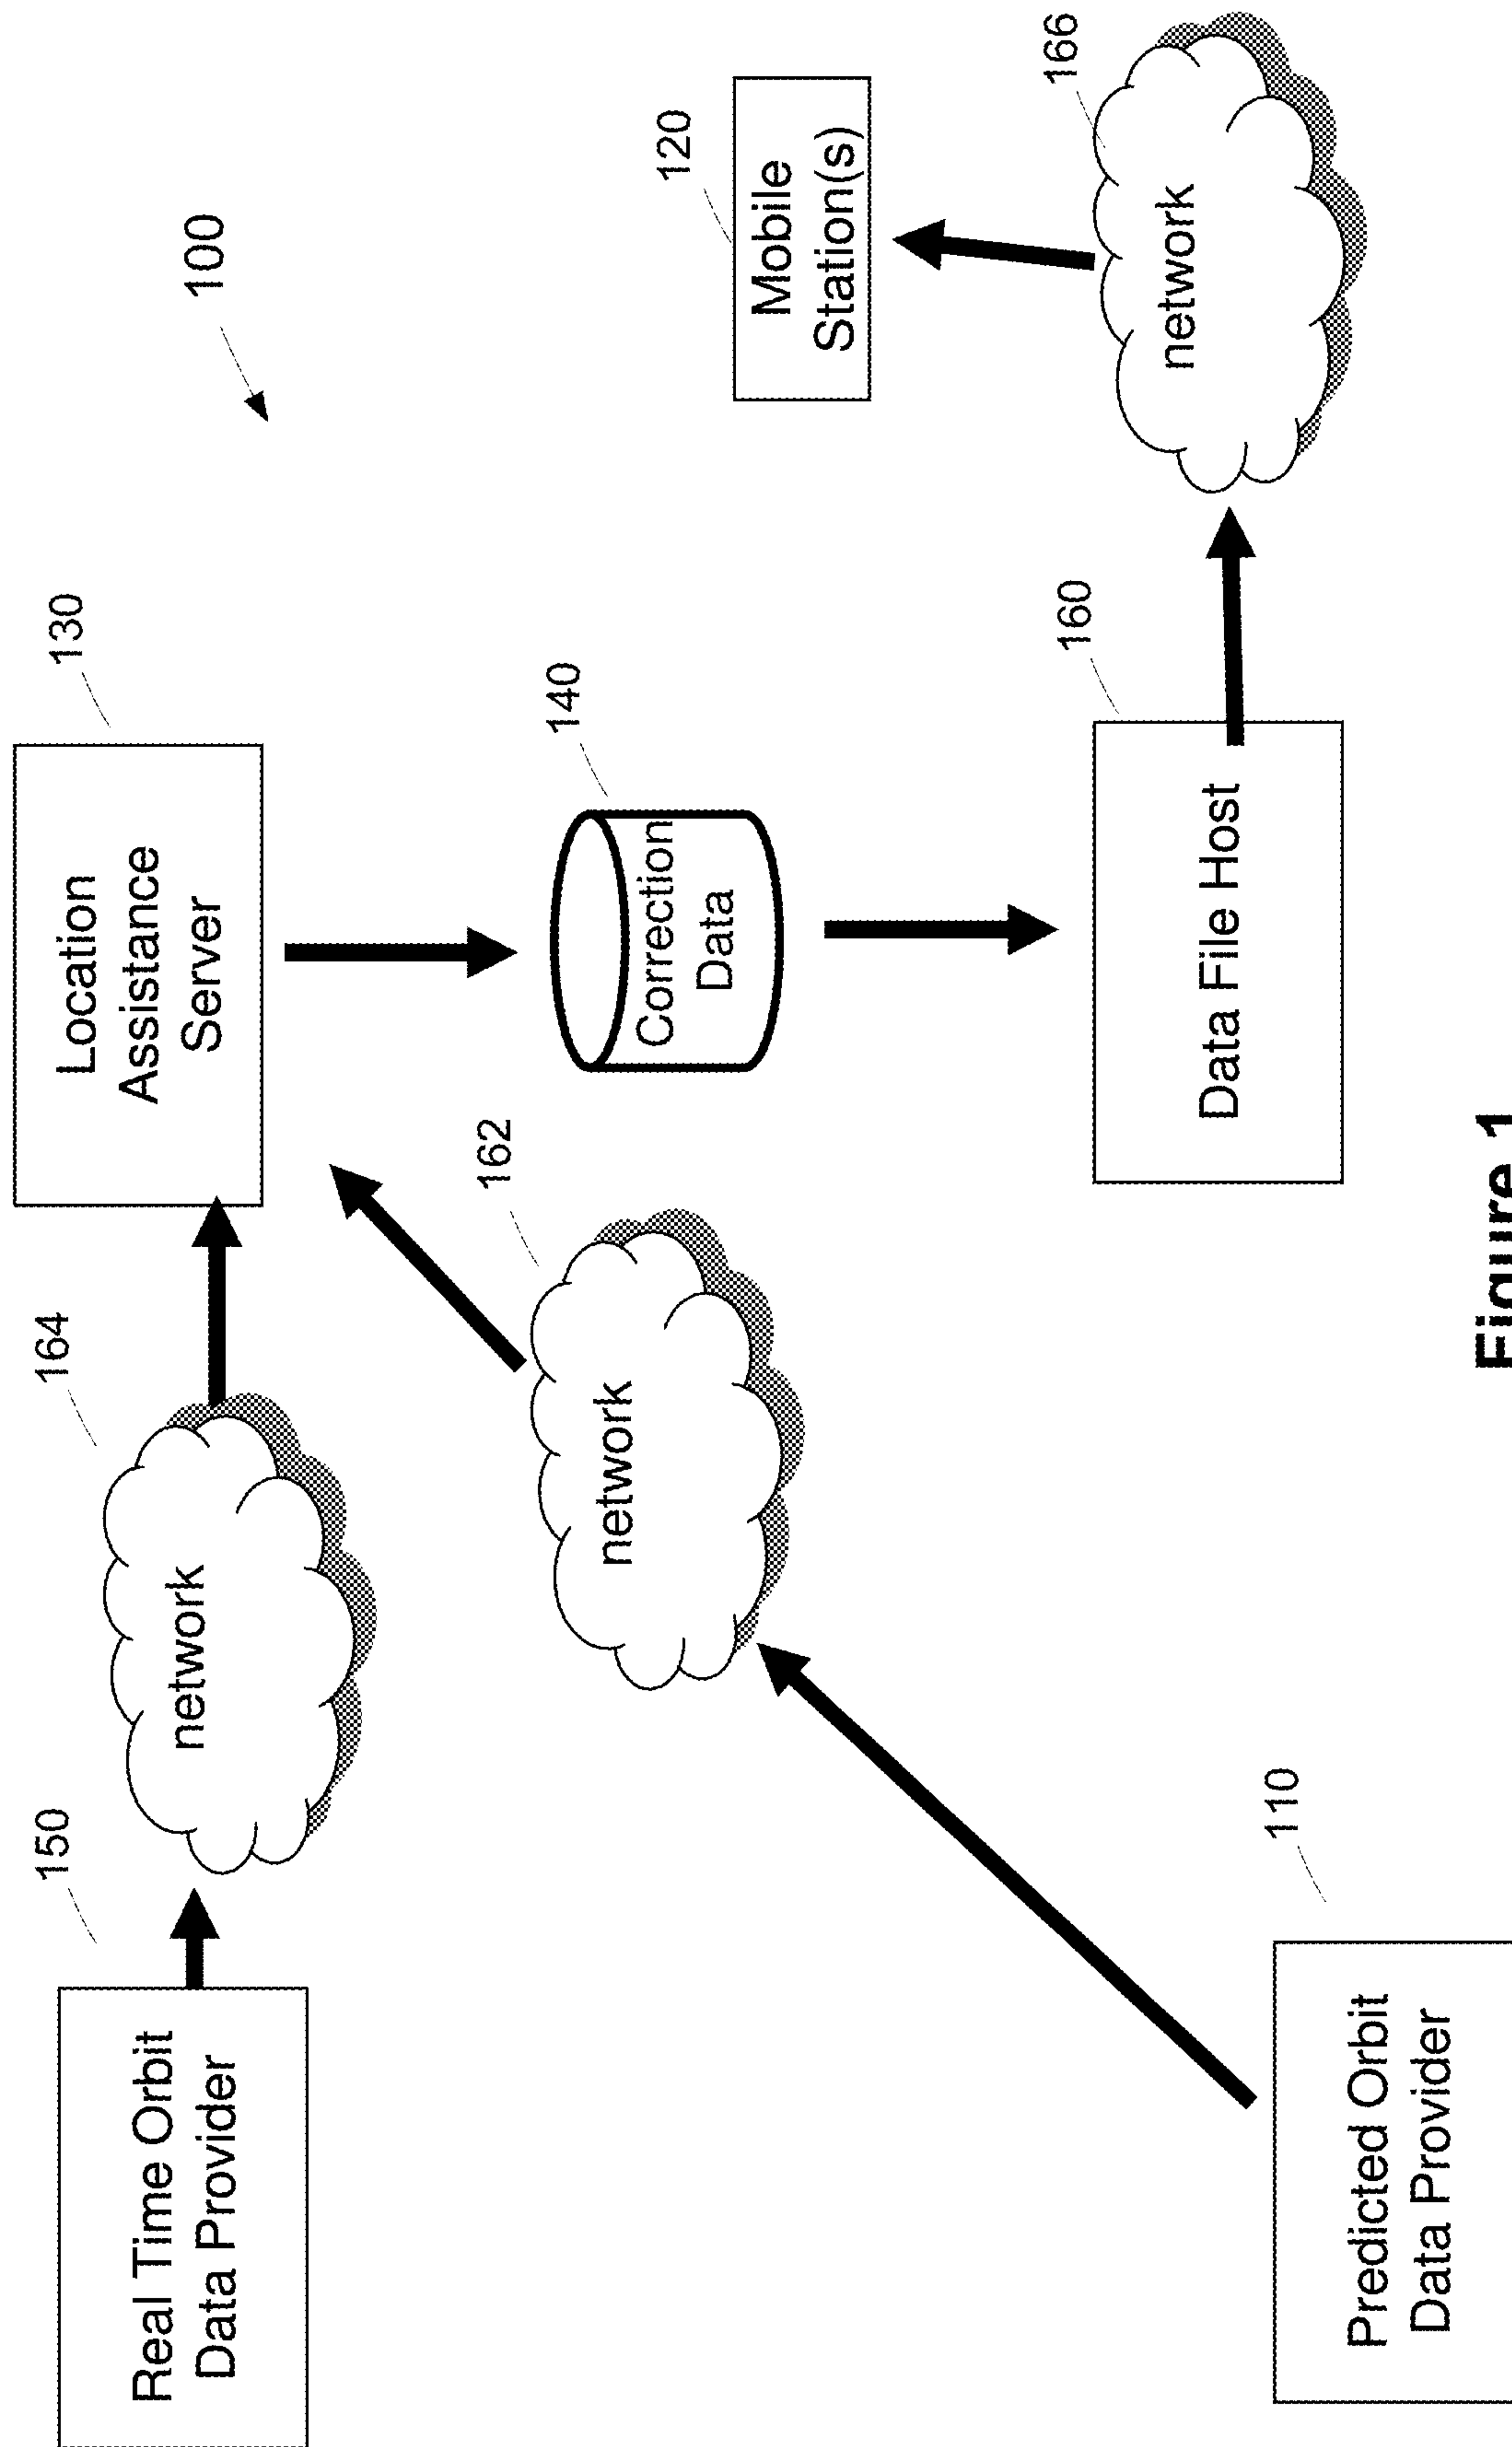 100
150
Real Time Orbit
Data Provider
164
network
130
Location
Assistance
Server
162
network
140
Correction
Data
120
Mobile
Station(s)
110
Predicted Orbit
Data Provider
160
Data File Host
166
network
Figure 1